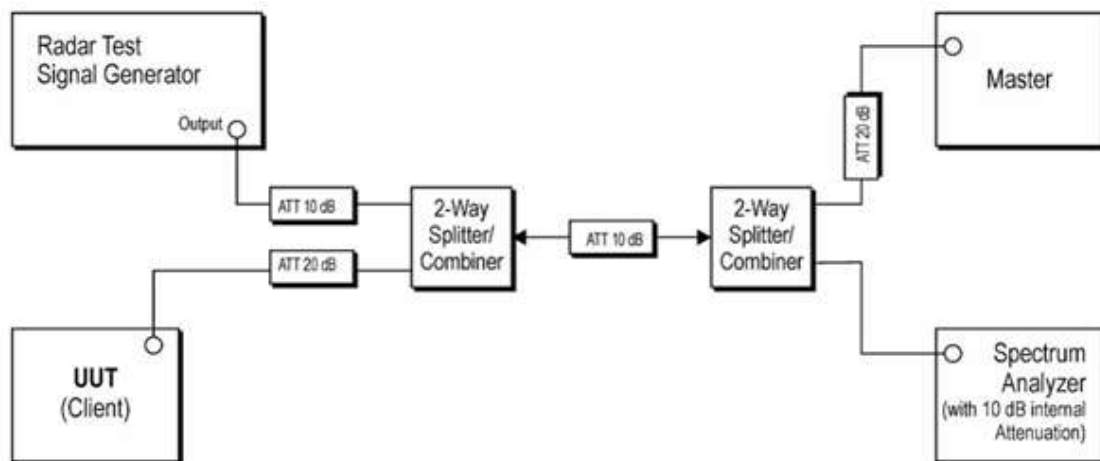 Radar Test
Signal Generator
Output
ATT 10 dB
ATT 20 dB
UUT
(Client)
2-Way
Splitter/
Combiner
ATT 10 dB
2-Way
Splitter/
Combiner
ATT 20 dB
Master
Spectrum
Analyzer
(with 10 dB internal
Attenuation)